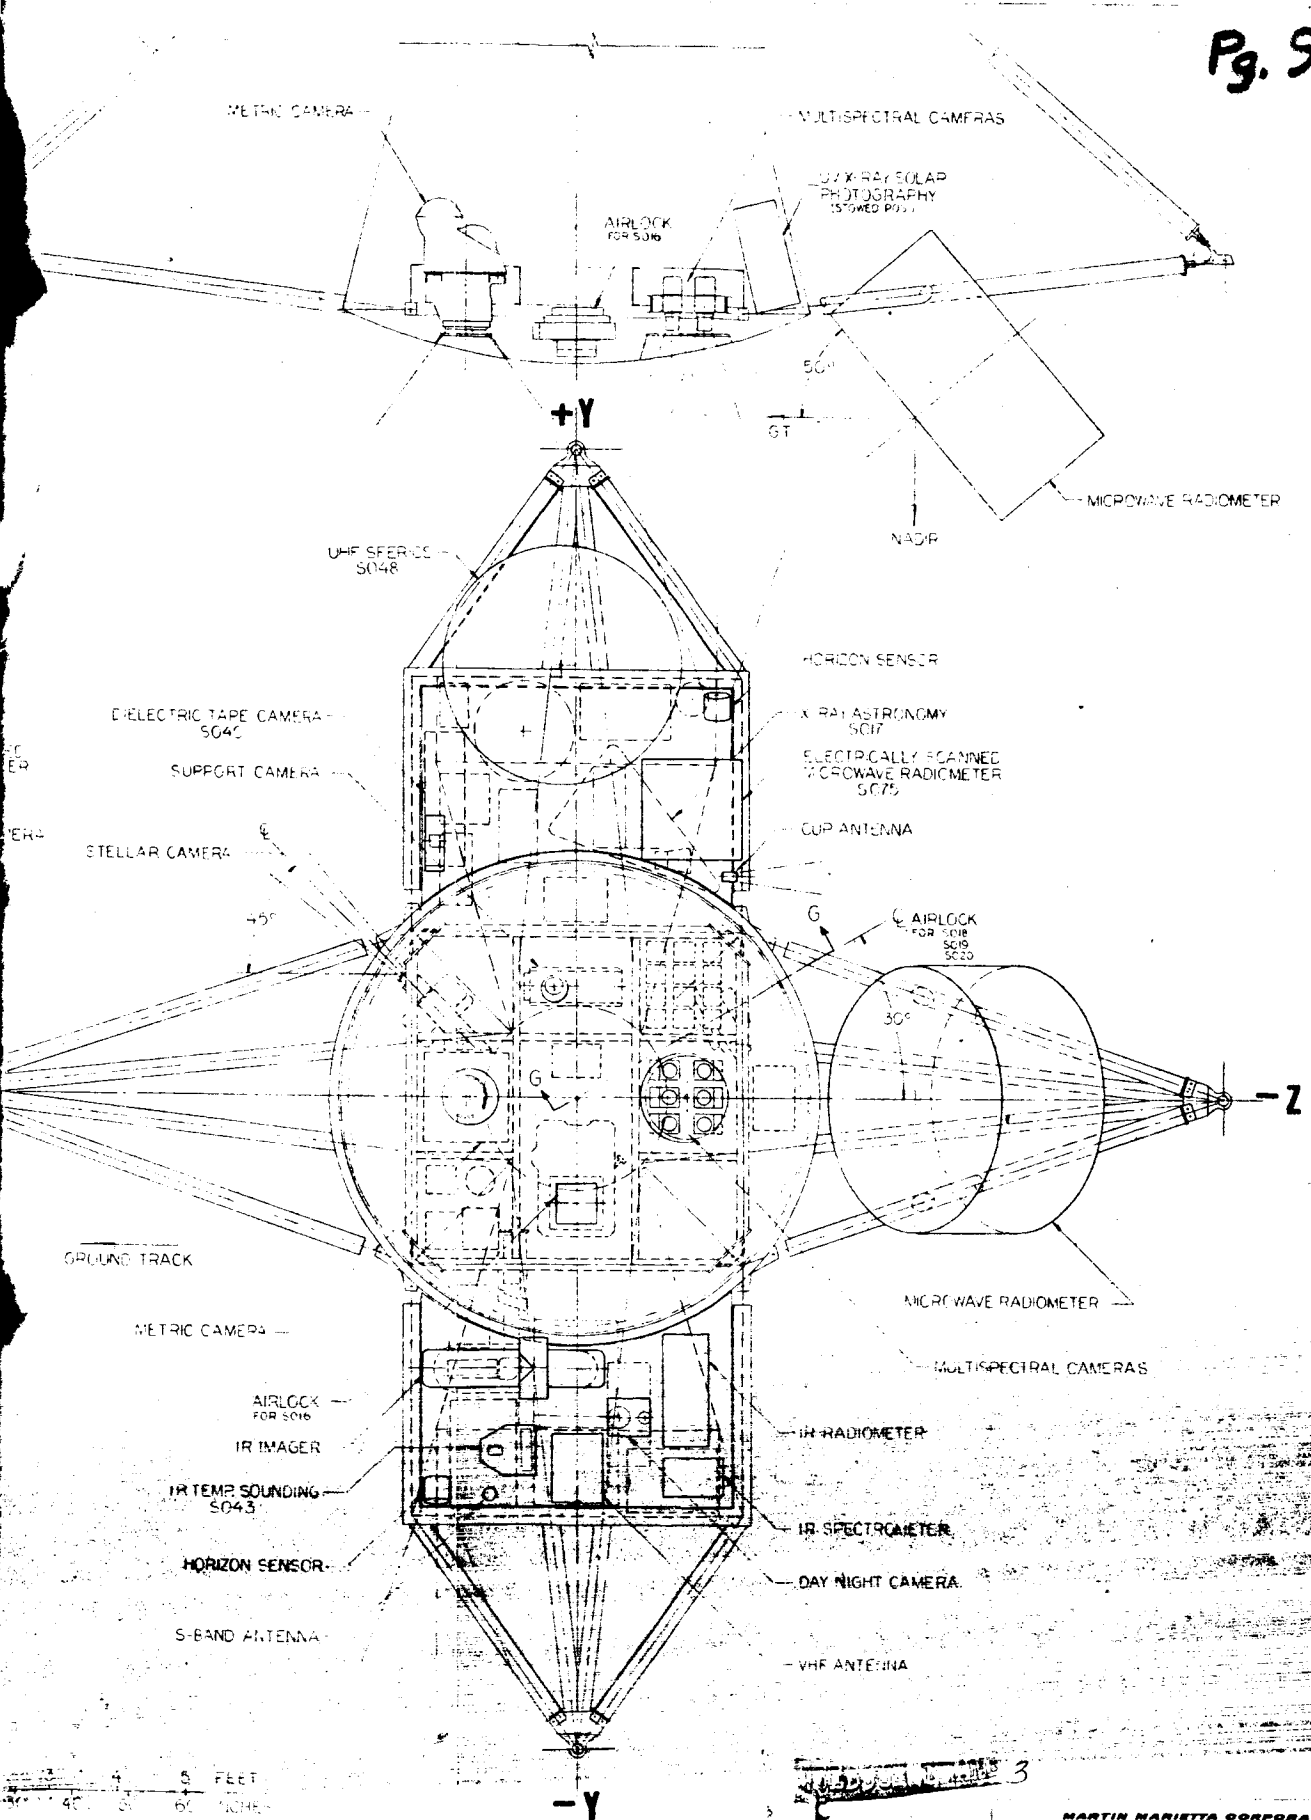 Pg. 9
METRIC CAMERA
MULTISPECTRAL CAMERAS
UV X-RAY SOLAR
PHOTOGRAPHY
AIRLOCK
FOR S016
50°
+Y
GT
MICROWAVE RADIOMETER
NADIR
UHF SFERICS
S048
HORIZON SENSOR
DIELECTRIC TAPE CAMERA
X-RAY ASTRONOMY
S017
ELECTRICALLY SCANNED
MICROWAVE RADIOMETER
S075
SUPPORT CAMERA
CUP ANTENNA
STELLAR CAMERA
45°
G
AIRLOCK
FOR S018
S019
S020
30°
G
-Z
GROUND TRACK
MICROWAVE RADIOMETER
METRIC CAMERA
MULTISPECTRAL CAMERAS
AIRLOCK
FOR S016
IR RADIOMETER
IR IMAGER
IR TEMP. SOUNDING
S043
IR SPECTROMETER
HORIZON SENSOR
DAY NIGHT CAMERA
S-BAND ANTENNA
VHF ANTENNA
4 5 FEET
3
-Y
MARTIN MARIETTA CORPORA